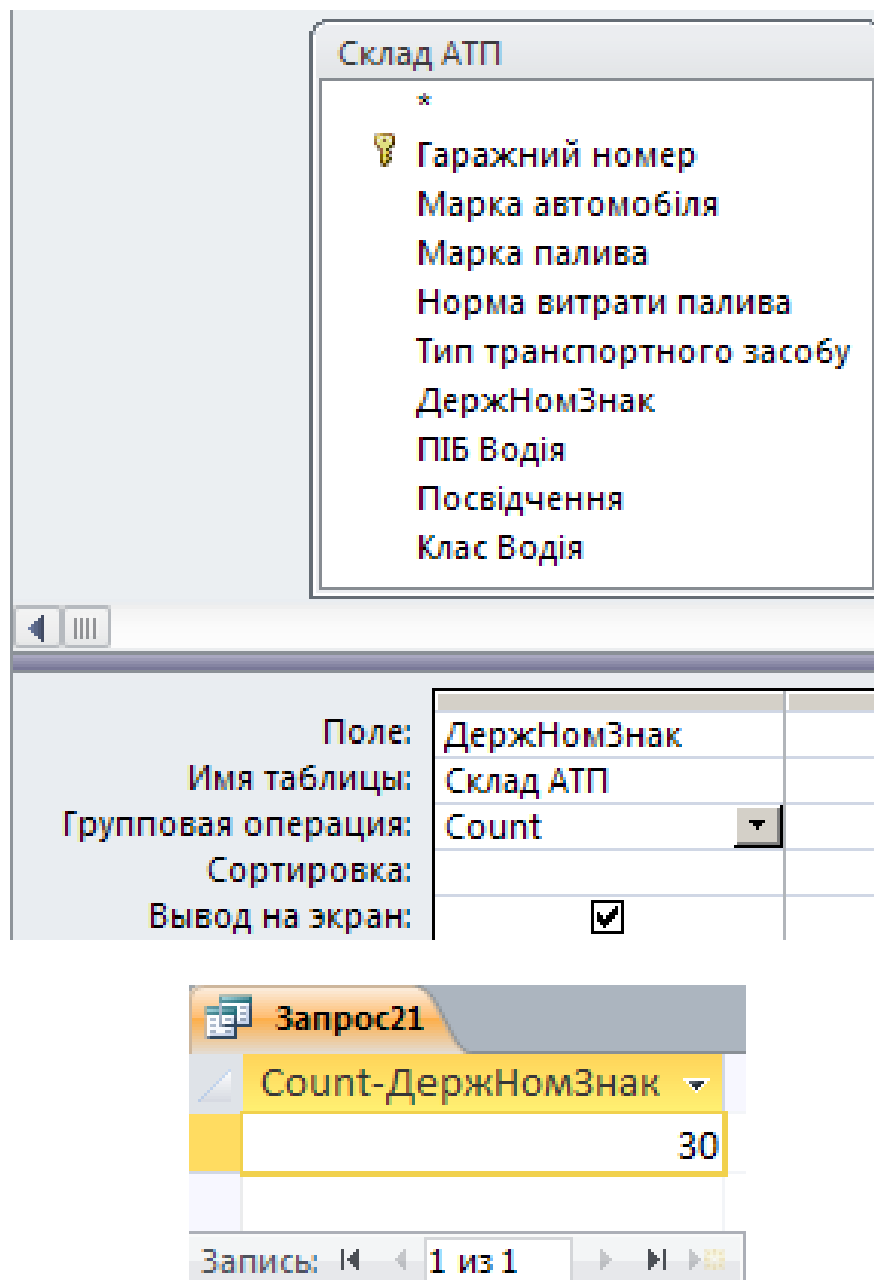 Склад АТП
*
Гаражний номер
Марка автомобіля
Марка палива
Норма витрати палива
Тип транспортного засобу
ДержНомЗнак
ПІБ Водія
Посвідчення
Клас Водія
Поле: ДержНомЗнак
Имя таблицы: Склад АТП
Групповая операция: Count
Сортировка:
Вывод на экран:
Запрос21
Count-ДержНомЗнак
30
Запись: 1 из 1